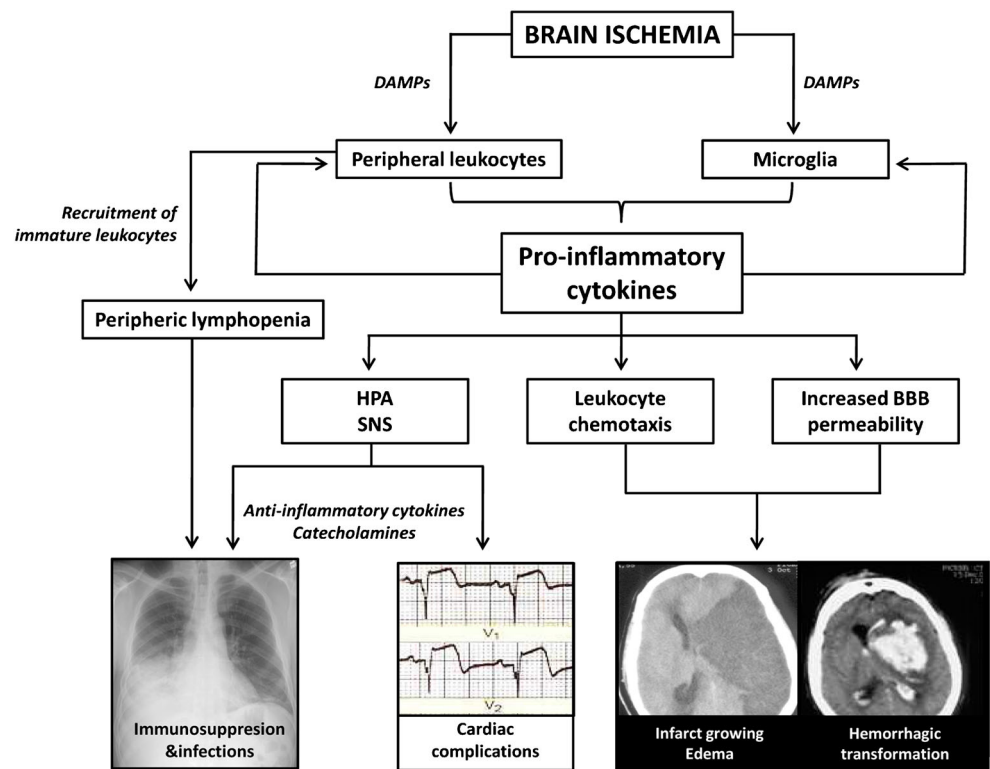 BRAIN ISCHEMIA
DAMPs
DAMPs
Peripheral leukocytes
Microglia
Recruitment of
immature leukocytes
Pro-inflammatory
cytokines
Peripheric lymphopenia
HPA
SNS
Leukocyte
chemotaxis
Increased BBB
permeability
Anti-inflammatory cytokines
Catecholamines
V1
V2
3 Oct
Immunosuppresion
&infections
Cardiac
complications
Infarct growing
Edema
Hemorrhagic
transformation